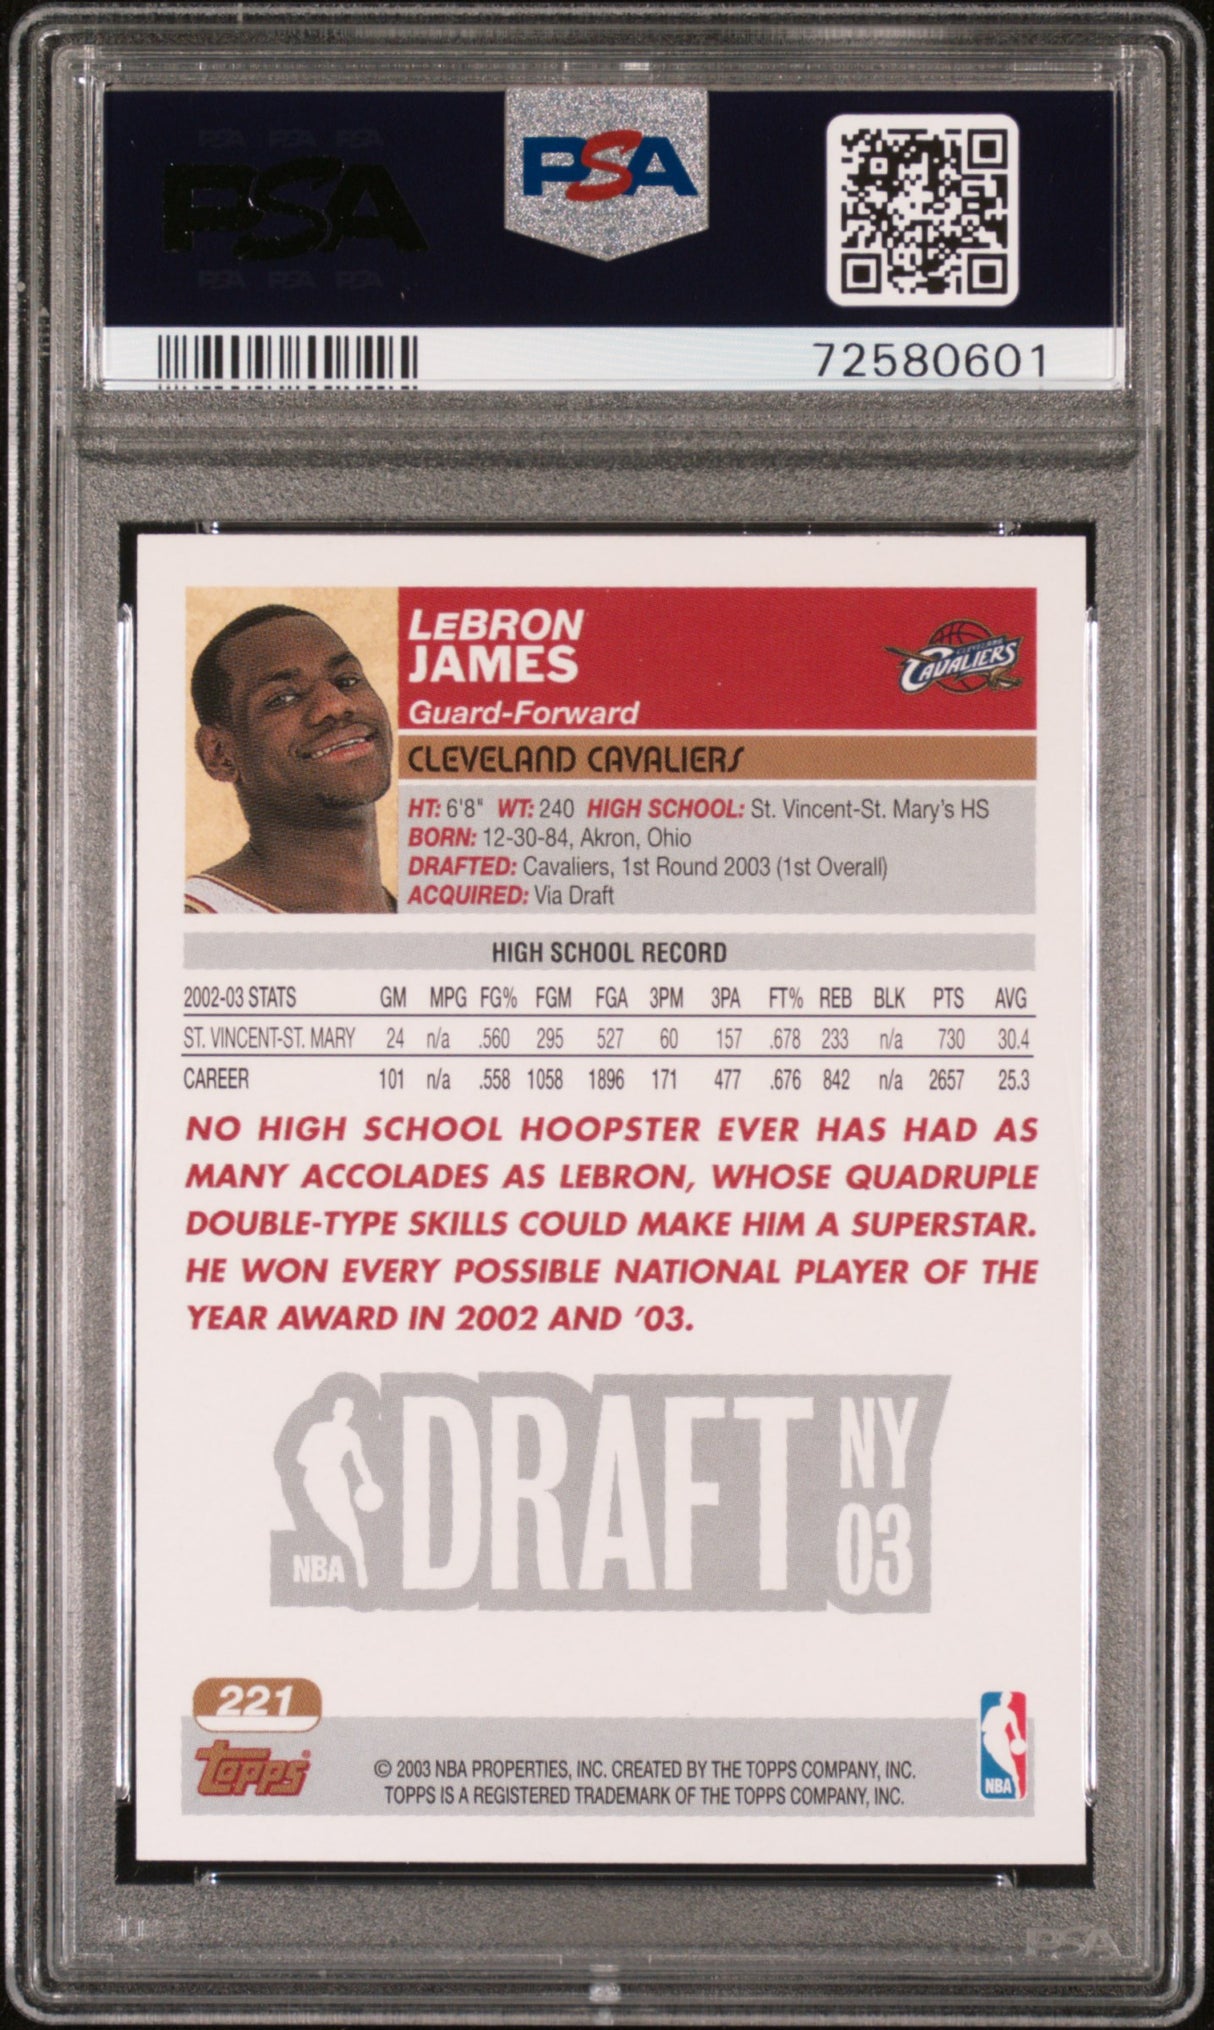 PSA PSA PSA
PSA
PSA PSA PSA
PSA
72580601
LEBRON
JAMES
Guard-Forward
CLEVELAND
CAVALIERS
CLEVELAND CAVALIERS
HT: 6'8" WT: 240 HIGH SCHOOL: St. Vincent-St. Mary's HS
BORN: 12-30-84, Akron, Ohio
DRAFTED: Cavaliers, 1st Round 2003 (1st Overall)
ACQUIRED: Via Draft
HIGH SCHOOL RECORD
2002-03 STATS GM MPG FG% FGM FGA 3PM 3PA FT% REB BLK PTS AVG
ST. VINCENT-ST. MARY 24 n/a .560 295 527 60 157 .678 233 n/a 730 30.4
CAREER 101 n/a .558 1058 1896 171 477 .676 842 n/a 2657 25.3
NO HIGH SCHOOL HOOPSTER EVER HAS HAD AS
MANY ACCOLADES AS LEBRON, WHOSE QUADRUPLE
DOUBLE-TYPE SKILLS COULD MAKE HIM A SUPERSTAR.
HE WON EVERY POSSIBLE NATIONAL PLAYER OF THE
YEAR AWARD IN 2002 AND '03.
NBA DRAFT NY 03
221
Topps®
© 2003 NBA PROPERTIES, INC. CREATED BY THE TOPPS COMPANY, INC.
TOPPS IS A REGISTERED TRADEMARK OF THE TOPPS COMPANY, INC.
NBA
PSA